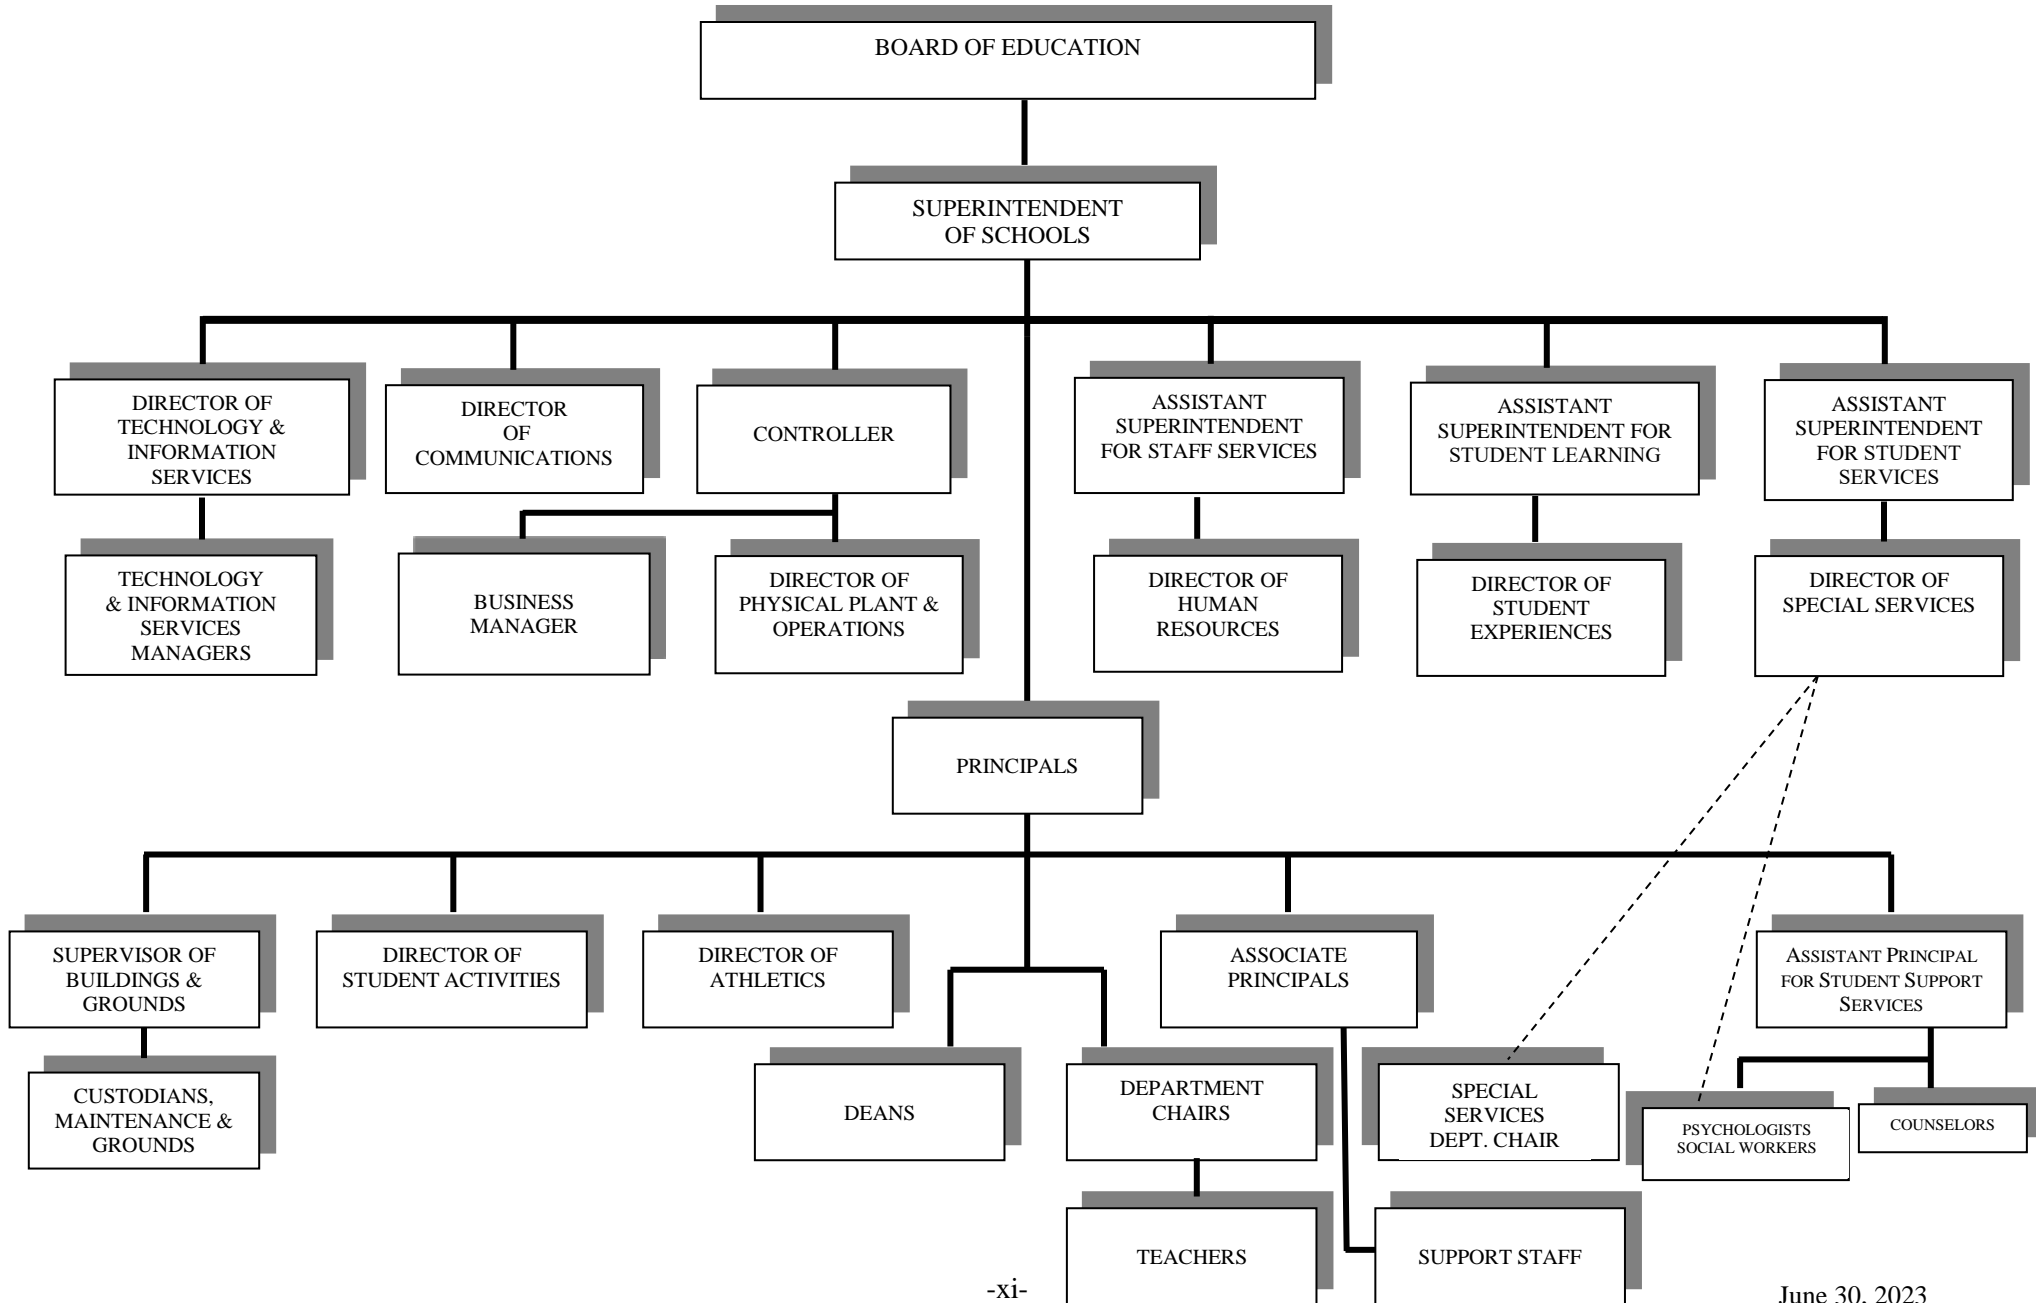 BOARD OF EDUCATION
SUPERINTENDENT
OF SCHOOLS
DIRECTOR OF
TECHNOLOGY &
INFORMATION
SERVICES
DIRECTOR
OF
COMMUNICATIONS
CONTROLLER
ASSISTANT
SUPERINTENDENT
FOR STAFF SERVICES
ASSISTANT
SUPERINTENDENT FOR
STUDENT LEARNING
ASSISTANT
SUPERINTENDENT
FOR STUDENT
SERVICES
TECHNOLOGY
& INFORMATION
SERVICES
MANAGERS
BUSINESS
MANAGER
DIRECTOR OF
PHYSICAL PLANT &
OPERATIONS
DIRECTOR OF
HUMAN
RESOURCES
DIRECTOR OF
STUDENT
EXPERIENCES
DIRECTOR OF
SPECIAL SERVICES
PRINCIPALS
SUPERVISOR OF
BUILDINGS &
GROUNDS
DIRECTOR OF
STUDENT ACTIVITIES
DIRECTOR OF
ATHLETICS
ASSOCIATE
PRINCIPALS
ASSISTANT PRINCIPAL
FOR STUDENT SUPPORT
SERVICES
CUSTODIANS,
MAINTENANCE &
GROUNDS
DEANS
DEPARTMENT
CHAIRS
SPECIAL
SERVICES
DEPT. CHAIR
PSYCHOLOGISTS
SOCIAL WORKERS
COUNSELORS
TEACHERS
SUPPORT STAFF
-xi-
June 30, 2023